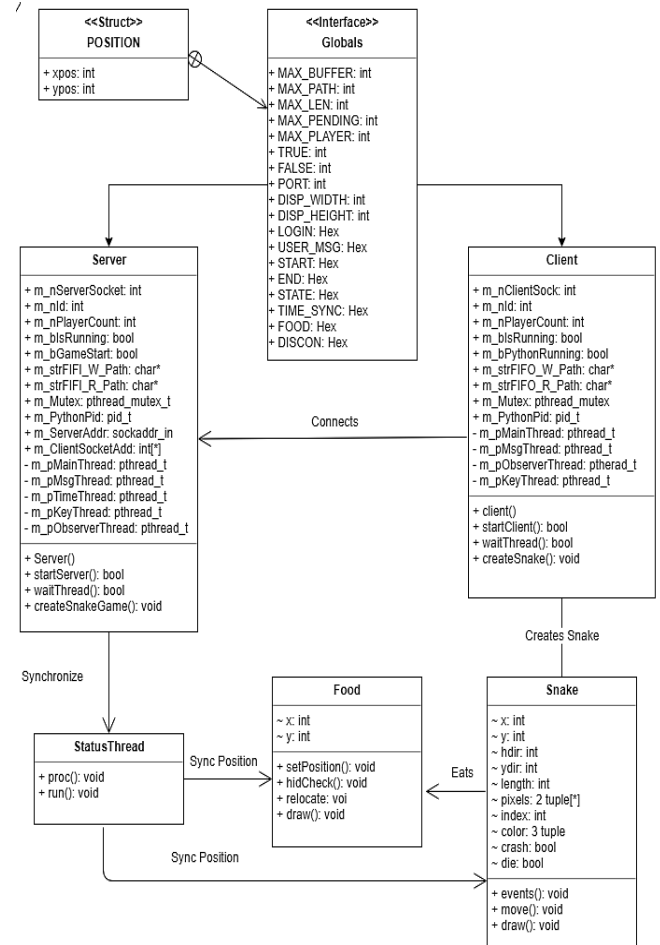 <<Struct>>
POSITION
+ xpos: int
+ ypos: int
<<Interface>>
Globals
+ MAX_BUFFER: int
+ MAX_PATH: int
+ MAX_LEN: int
+ MAX_PENDING: int
+ MAX_PLAYER: int
+ TRUE: int
+ FALSE: int
+ PORT: int
+ DISP_WIDTH: int
+ DISP_HEIGHT: int
+ LOGIN: Hex
+ USER_MSG: Hex
+ START: Hex
+ END: Hex
+ STATE: Hex
+ TIME_SYNC: Hex
+ FOOD: Hex
+ DISCON: Hex
Server
+ m_nServerSocket: int
+ m_nId: int
+ m_nPlayerCount: int
+ m_bIsRunning: bool
+ m_bGameStart: bool
+ m_strFIFI_W_Path: char*
+ m_strFIFI_R_Path: char*
+ m_Mutex: pthread_mutex_t
+ m_PythonPid: pid_t
+ m_ServerAddr: sockaddr_in
+ m_ClientSocketAdd: int[*]
- m_pMainThread: pthread_t
- m_pMsgThread: pthread_t
- m_pTimeThread: pthread_t
- m_pKeyThread: pthread_t
- m_pObserverThread: pthread_t
+ Server()
+ startServer(): bool
+ waitThread(): bool
+ createSnakeGame(): void
Client
+ m_nClientSock: int
+ m_nId: int
+ m_nPlayerCount: int
+ m_bIsRunning: bool
+ m_bPythonRunning: bool
+ m_strFIFO_W_Path: char*
+ m_strFIFO_R_Path: char*
+ m_Mutex: pthread_mutex
+ m_PythonPid: pid_t
- m_pMainThread: pthread_t
- m_pMsgThread: pthread_t
- m_pObserverThread: ptherad_t
- m_pKeyThread: pthread_t
+ client()
+ startClient(): bool
+ waitThread(): bool
+ createSnake(): void
Connects
Creates Snake
Synchronize
StatusThread
+ proc(): void
+ run(): void
Sync Position
Food
~ x: int
~ y: int
+ setPosition(): void
+ hidCheck(): void
+ relocate: voi
+ draw(): void
Eats
Snake
~ x: int
~ y: int
~ hdir: int
~ ydir: int
~ length: int
~ pixels: 2 tuple[*]
~ index: int
~ color: 3 tuple
~ crash: bool
~ die: bool
+ events(): void
+ move(): void
+ draw(): void
Sync Position